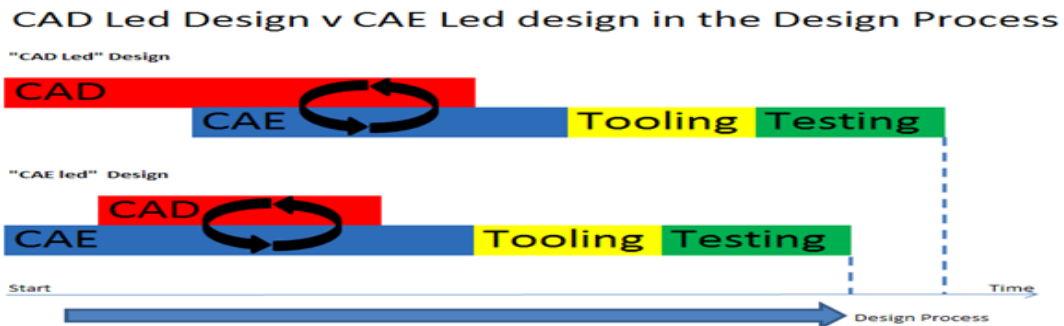 CAD Led Design v CAE Led design in the Design Process
"CAD Led" Design
CAD
CAE Tooling Testing
"CAE led" Design
CAD
CAE Tooling Testing
Start Time
Design Process